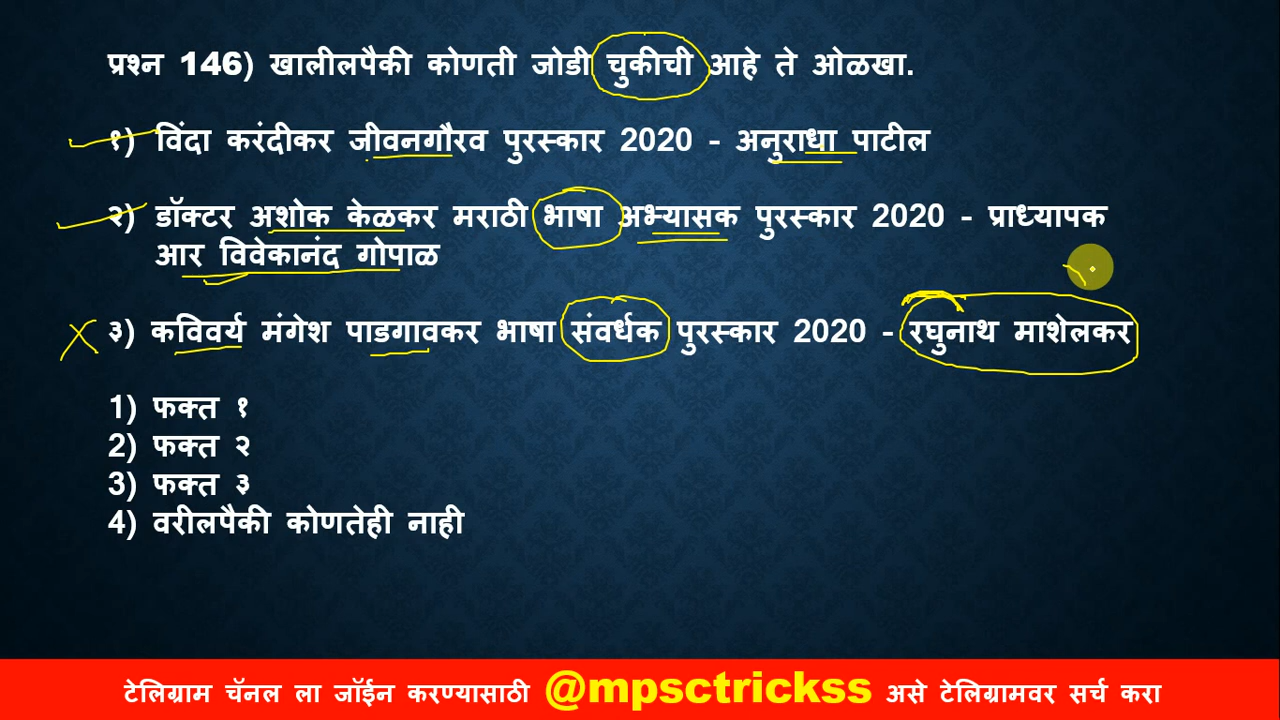 प्रश्न 146) खालीलपैकी कोणती जोडी चुकीची आहे ते ओळखा.
१) विंदा करंदीकर जीवनगौरव पुरस्कार 2020 - अनुराधा पाटील
२) डॉक्टर अशोक केळकर मराठी भाषा अभ्यासक पुरस्कार 2020 - प्राध्यापक
आर विवेकानंद गोपाळ
३) कविवर्य मंगेश पाडगावकर भाषा संवर्धक पुरस्कार 2020 - रघुनाथ माशेलकर
1) फक्त १
2) फक्त २
3) फक्त ३
4) वरीलपैकी कोणतेही नाही
टेलिग्राम चॅनल ला जॉईन करण्यासाठी @mpsctrickss असे टेलिग्रामवर सर्च करा